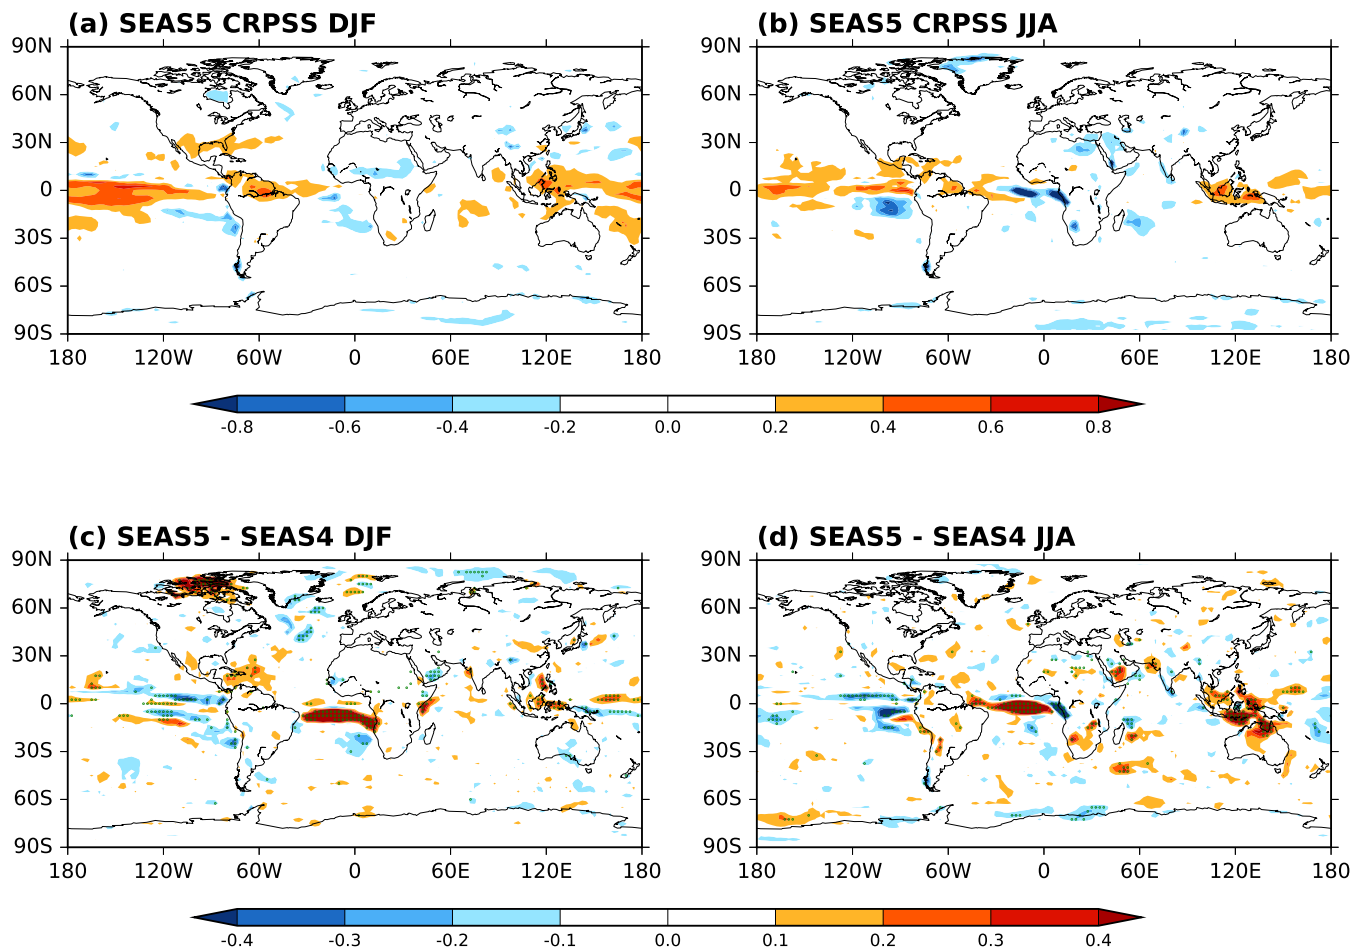 (a) SEAS5 CRPSS DJF
90N
60N
30N
0
30S
60S
90S
180 120W 60W 0 60E 120E 180
(b) SEAS5 CRPSS JJA
90N
60N
30N
0
30S
60S
90S
180 120W 60W 0 60E 120E 180
-0.8 -0.6 -0.4 -0.2 0.0 0.2 0.4 0.6 0.8
(c) SEAS5 - SEAS4 DJF
90N
60N
30N
0
30S
60S
90S
180 120W 60W 0 60E 120E 180
(d) SEAS5 - SEAS4 JJA
90N
60N
30N
0
30S
60S
90S
180 120W 60W 0 60E 120E 180
-0.4 -0.3 -0.2 -0.1 0.0 0.1 0.2 0.3 0.4